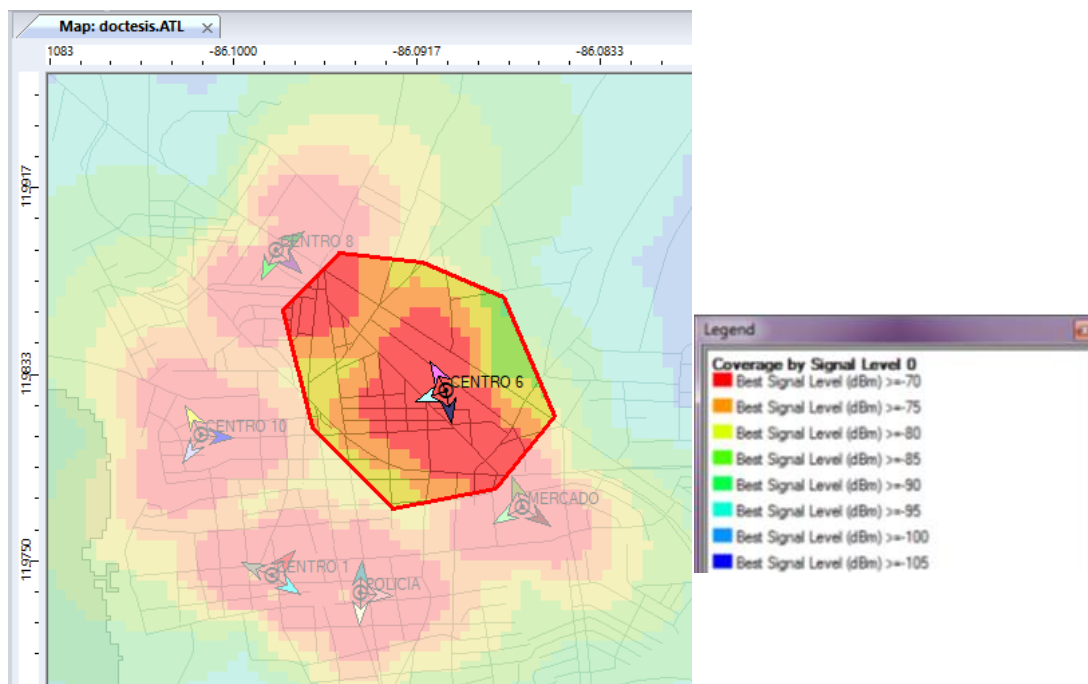 Map: doctesis.ATL
1083 -86.1000 -86.0917 -86.0833
119917
119833
119750
CENTRO 8
CENTRO 6
CENTRO 10
MERCADO
CENTRO 1
POLICIA
Legend
Coverage by Signal Level 0
Best Signal Level (dBm) >=-70
Best Signal Level (dBm) >=-75
Best Signal Level (dBm) >=-80
Best Signal Level (dBm) >=-85
Best Signal Level (dBm) >=-90
Best Signal Level (dBm) >=-95
Best Signal Level (dBm) >=-100
Best Signal Level (dBm) >=-105